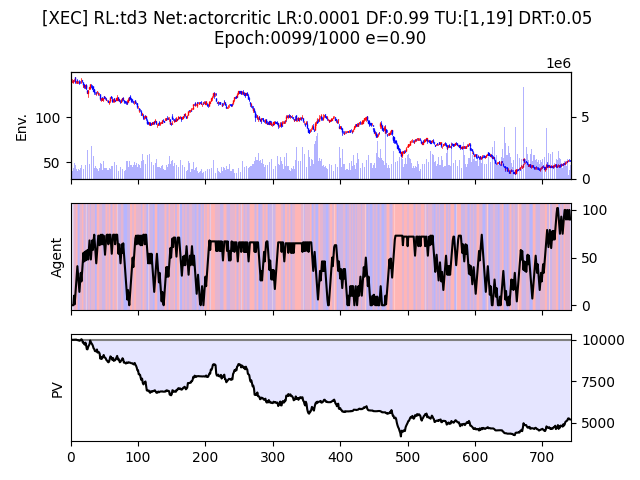 [XEC] RL:td3 Net:actorcritic LR:0.0001 DF:0.99 TU:[1,19] DRT:0.05
Epoch:0099/1000 e=0.90
1e6
Env.
100
50
5
0
Agent
100
50
0
PV
10000
7500
5000
0 100 200 300 400 500 600 700